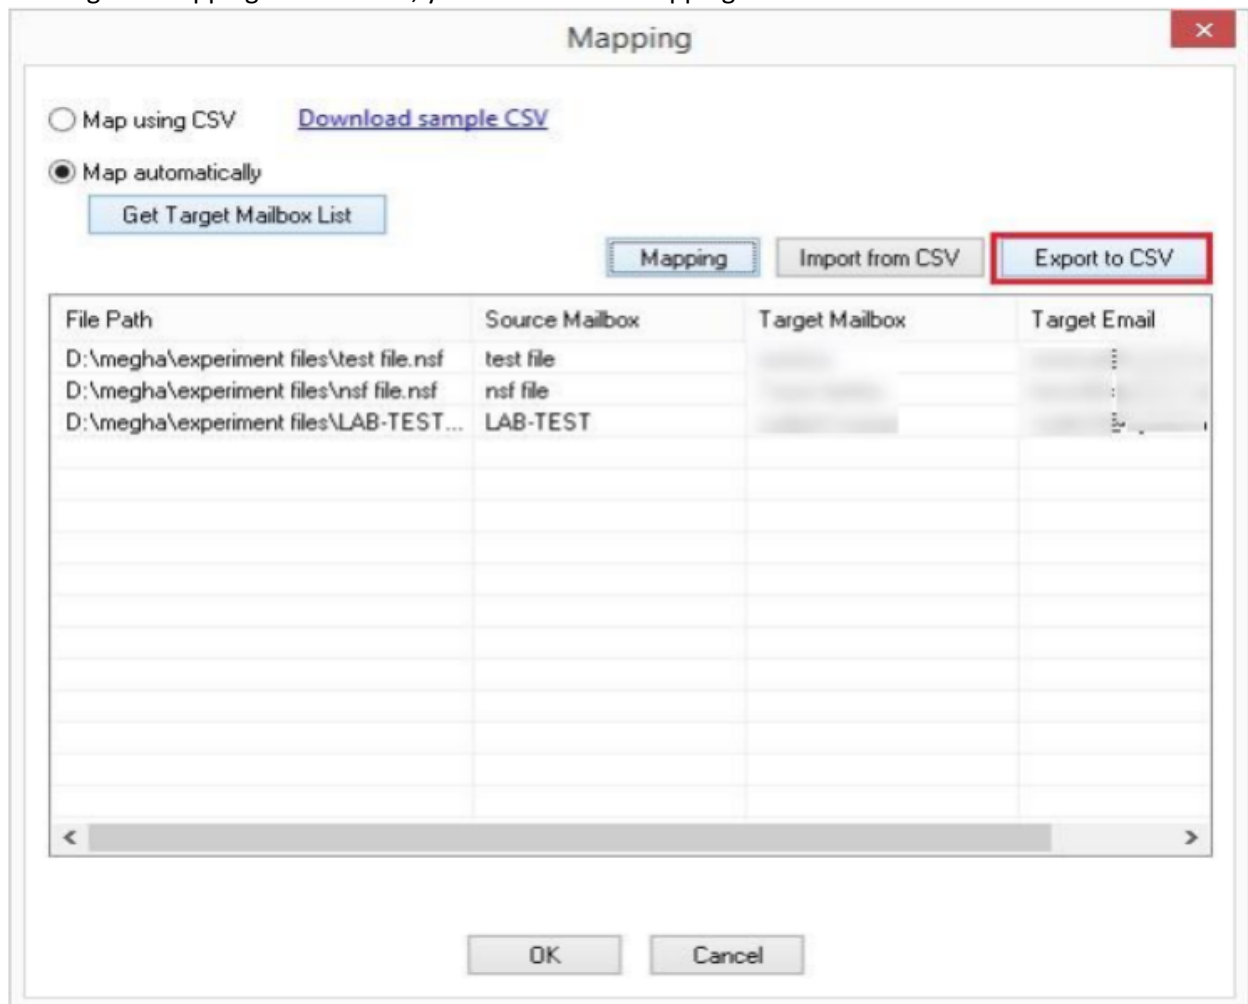 Mapping
Map using CSV Download sample CSV
Map automatically
Get Target Mailbox List
Mapping Import from CSV Export to CSV
File Path Source Mailbox Target Mailbox Target Email
D:\megha\experiment files\test file.nsf test file
D:\megha\experiment files\nsf file.nsf nsf file
D:\megha\experiment files\LAB-TEST... LAB-TEST
OK Cancel